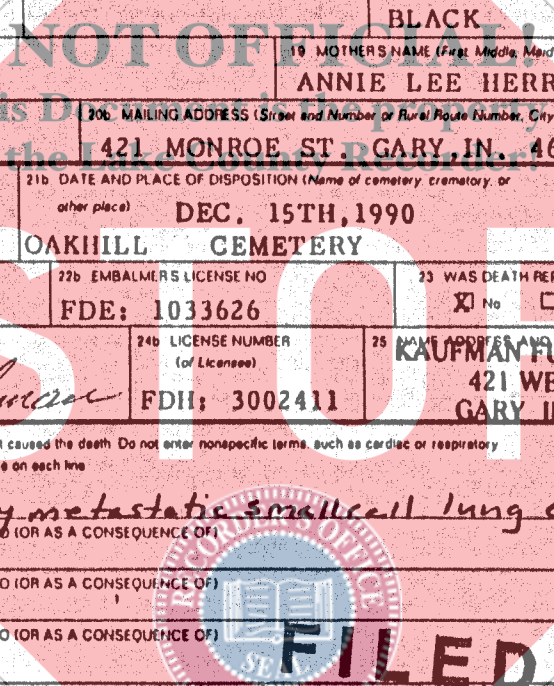 BLACK
NOT OFFICIAL!
19 MOTHERS NAME (First, Middle, Maid
ANNIE LEE HERR
is Document is the property
20b MAILING ADDRESS (Street and Number or Rural Route Number, City
421 MONROE ST. GARY, IN. 46
the Lake County Recorder!
21b DATE AND PLACE OF DISPOSITION (Name of cemetery crematory, or
other place)
DEC. 15TH, 1990
OAKHILL CEMETERY
STOP
22b EMBALMERS LICENSE NO
FDE: 1033626
23 WAS DEATH REP
X No
24b LICENSE NUMBER
(of Licensee)
FDH: 3002411
25 NAME ADDRESS AND
KAUFMAN FU
421 WE
GARY I
t caused the death Do not enter nonspecific terms, such as cardiac or respiratory
e on each line
y metastatic small cell lung c
O (OR AS A CONSEQUENCE OF)
O (OR AS A CONSEQUENCE OF)
O (OR AS A CONSEQUENCE OF)
RECORDER'S OFFICE
SEAL
FILED